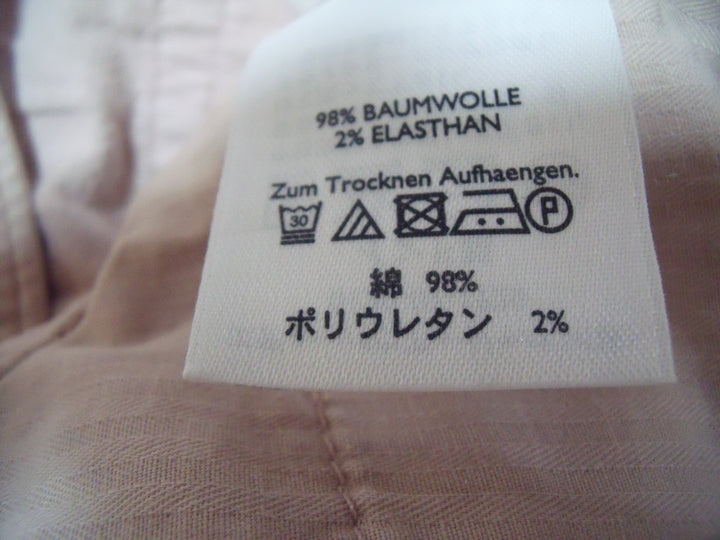 98% BAUMWOLLE
2% ELASTHAN
Zum Trocknen Aufhaengen.
30 P
綿 98%
ポリウレタン 2%